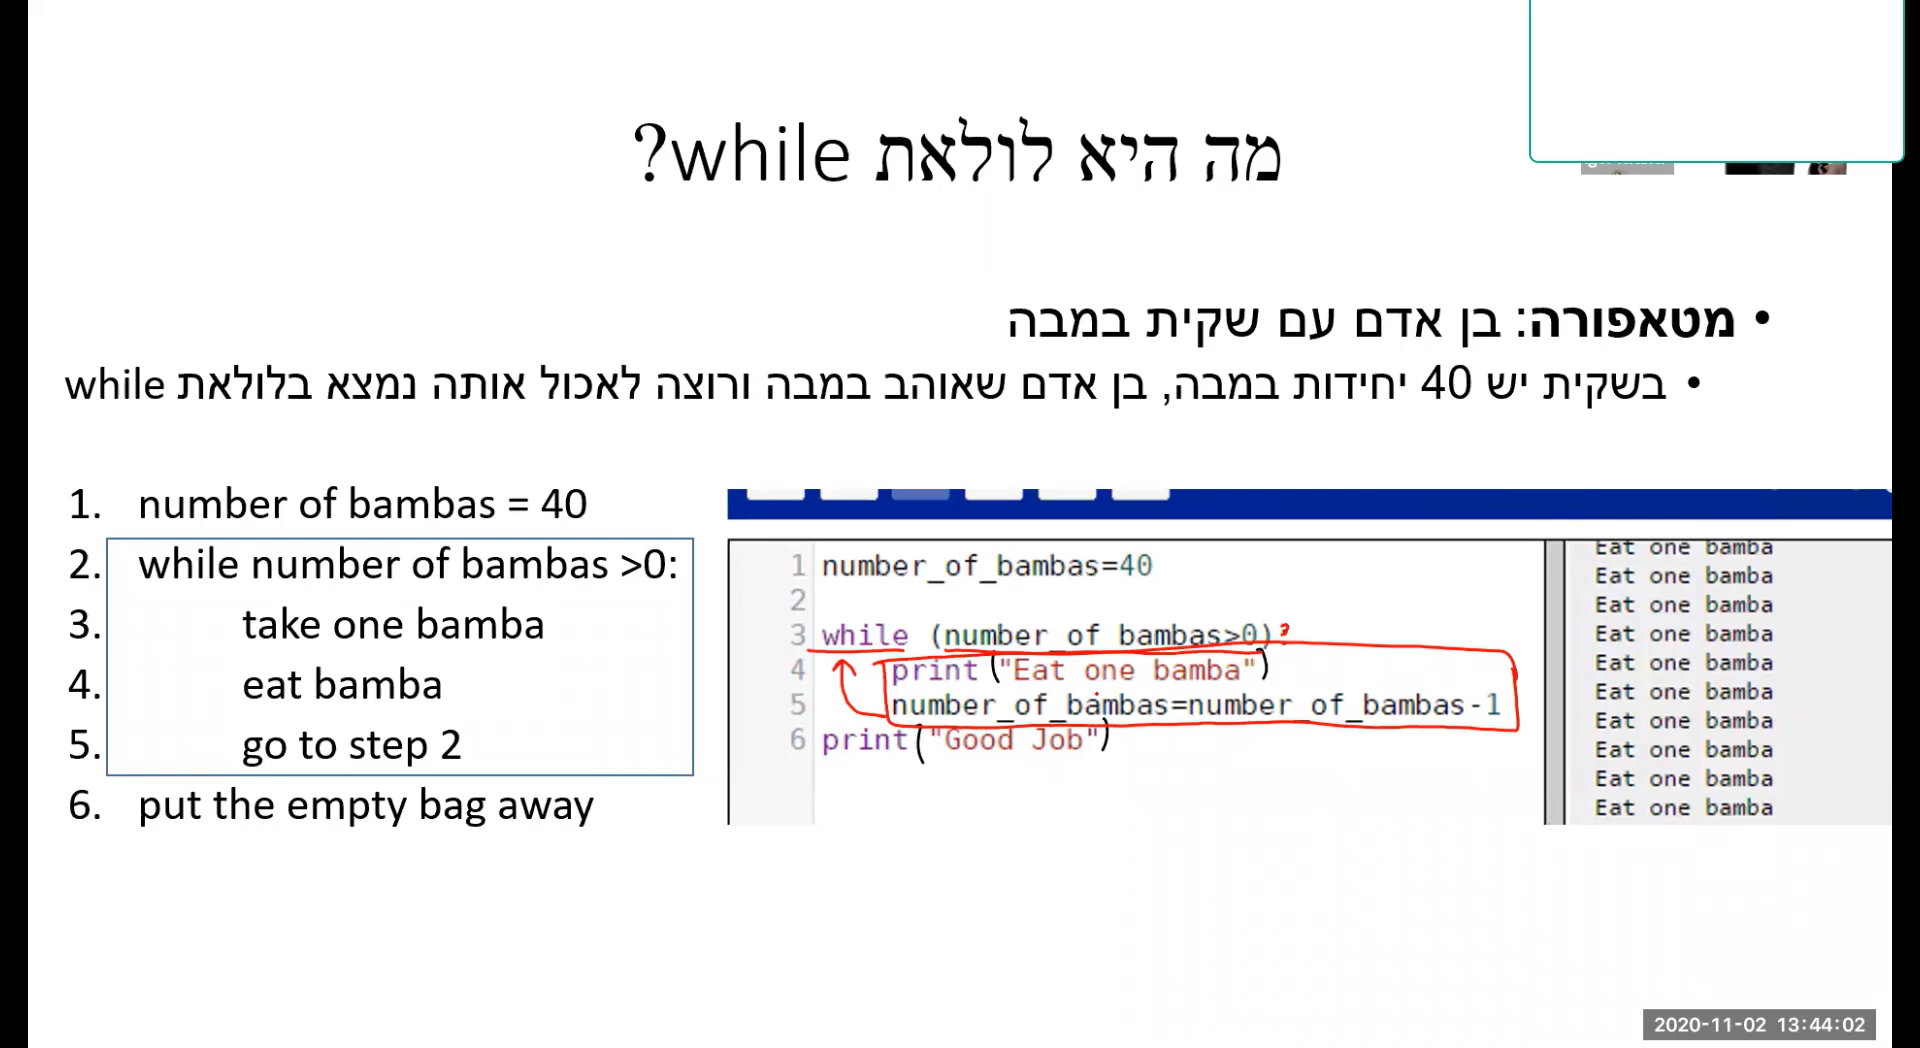 מה היא לולאת while?
• מטאפורה: בן אדם עם שקית במבה
• בשקית יש 40 יחידות במבה, בן אדם שאוהב במבה ורוצה לאכול אותה נמצא בלולאת while
1. number of bambas = 40
2. while number of bambas >0:
3. take one bamba
4. eat bamba
5. go to step 2
6. put the empty bag away
1 number_of_bambas=40
2
3 while (number_of_bambas>0):
4 print ("Eat one bamba")
5 number_of_bambas=number_of_bambas-1
6 print("Good Job")
Eat one bamba
Eat one bamba
Eat one bamba
Eat one bamba
Eat one bamba
Eat one bamba
Eat one bamba
Eat one bamba
Eat one bamba
Eat one bamba
2020-11-02 13:44:02